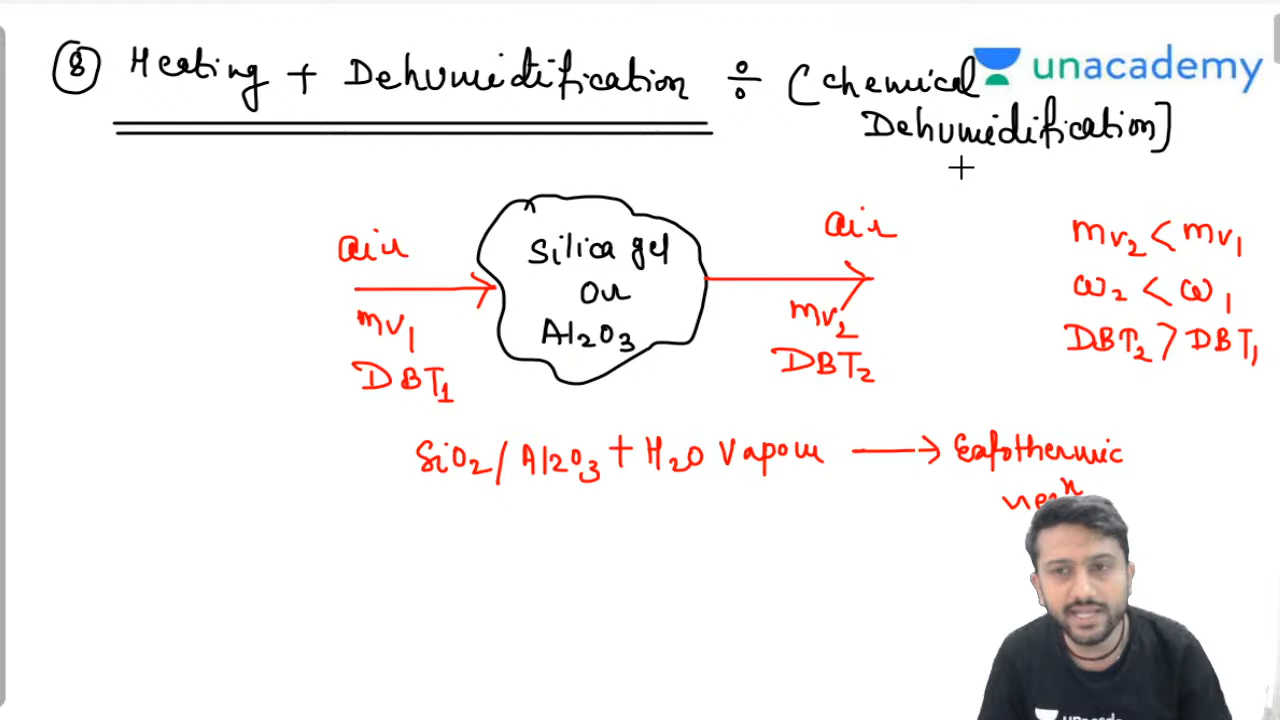 ⑧ Heating + Dehumidification ÷ (chemical
Dehumidification]
+
unacademy
air
air
Silica gel
Or
Al2O3
mv1
DBT1
mv2
DBT2
mv2 < mv1
ω2 < ω1
DBT2 > DBT1
SiO2/Al2O3 + H2O Vapour → Exothermic
unacade